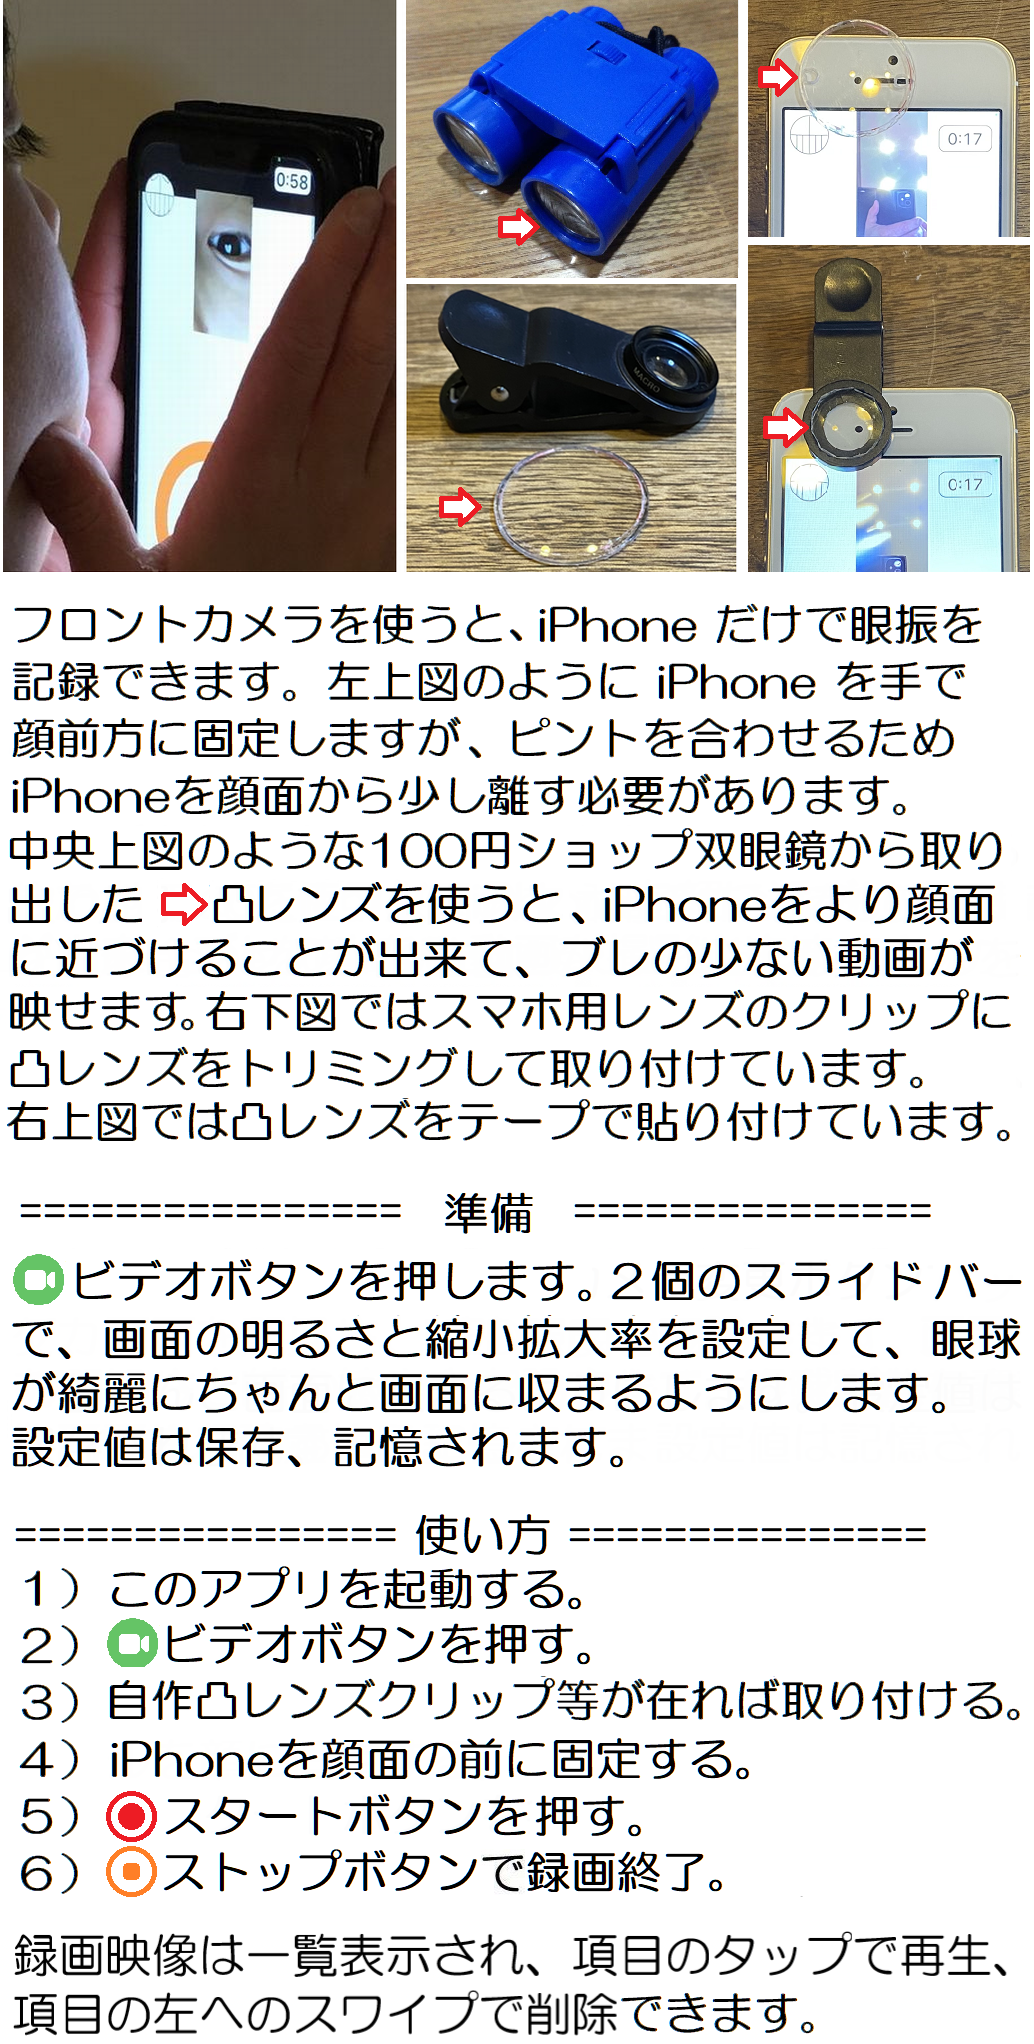 0:58
MACRO
0:17
0:17
フロントカメラを使うと、iPhone だけで眼振を
記録できます。左上図のように iPhone を手で
顔前方に固定しますが、ピントを合わせるため
iPhoneを顔面から少し離す必要があります。
中央上図のような100円ショップ双眼鏡から取り
出した ⇨凸レンズを使うと、iPhoneをより顔面
に近づけることが出来て、ブレの少ない動画が
映せます。右下図ではスマホ用レンズのクリップに
凸レンズをトリミングして取り付けています。
右上図では凸レンズをテープで貼り付けています。
================ 準備 ===============
ビデオボタンを押します。２個のスライドバー
で、画面の明るさと縮小拡大率を設定して、眼球
が綺麗にちゃんと画面に収まるようにします。
設定値は保存、記憶されます。
================ 使い方 ===============
１）このアプリを起動する。
２）ビデオボタンを押す。
３）自作凸レンズクリップ等が在れば取り付ける。
４）iPhoneを顔面の前に固定する。
５）スタートボタンを押す。
６）ストップボタンで録画終了。
録画映像は一覧表示され、項目のタップで再生、
項目の左へのスワイプで削除できます。